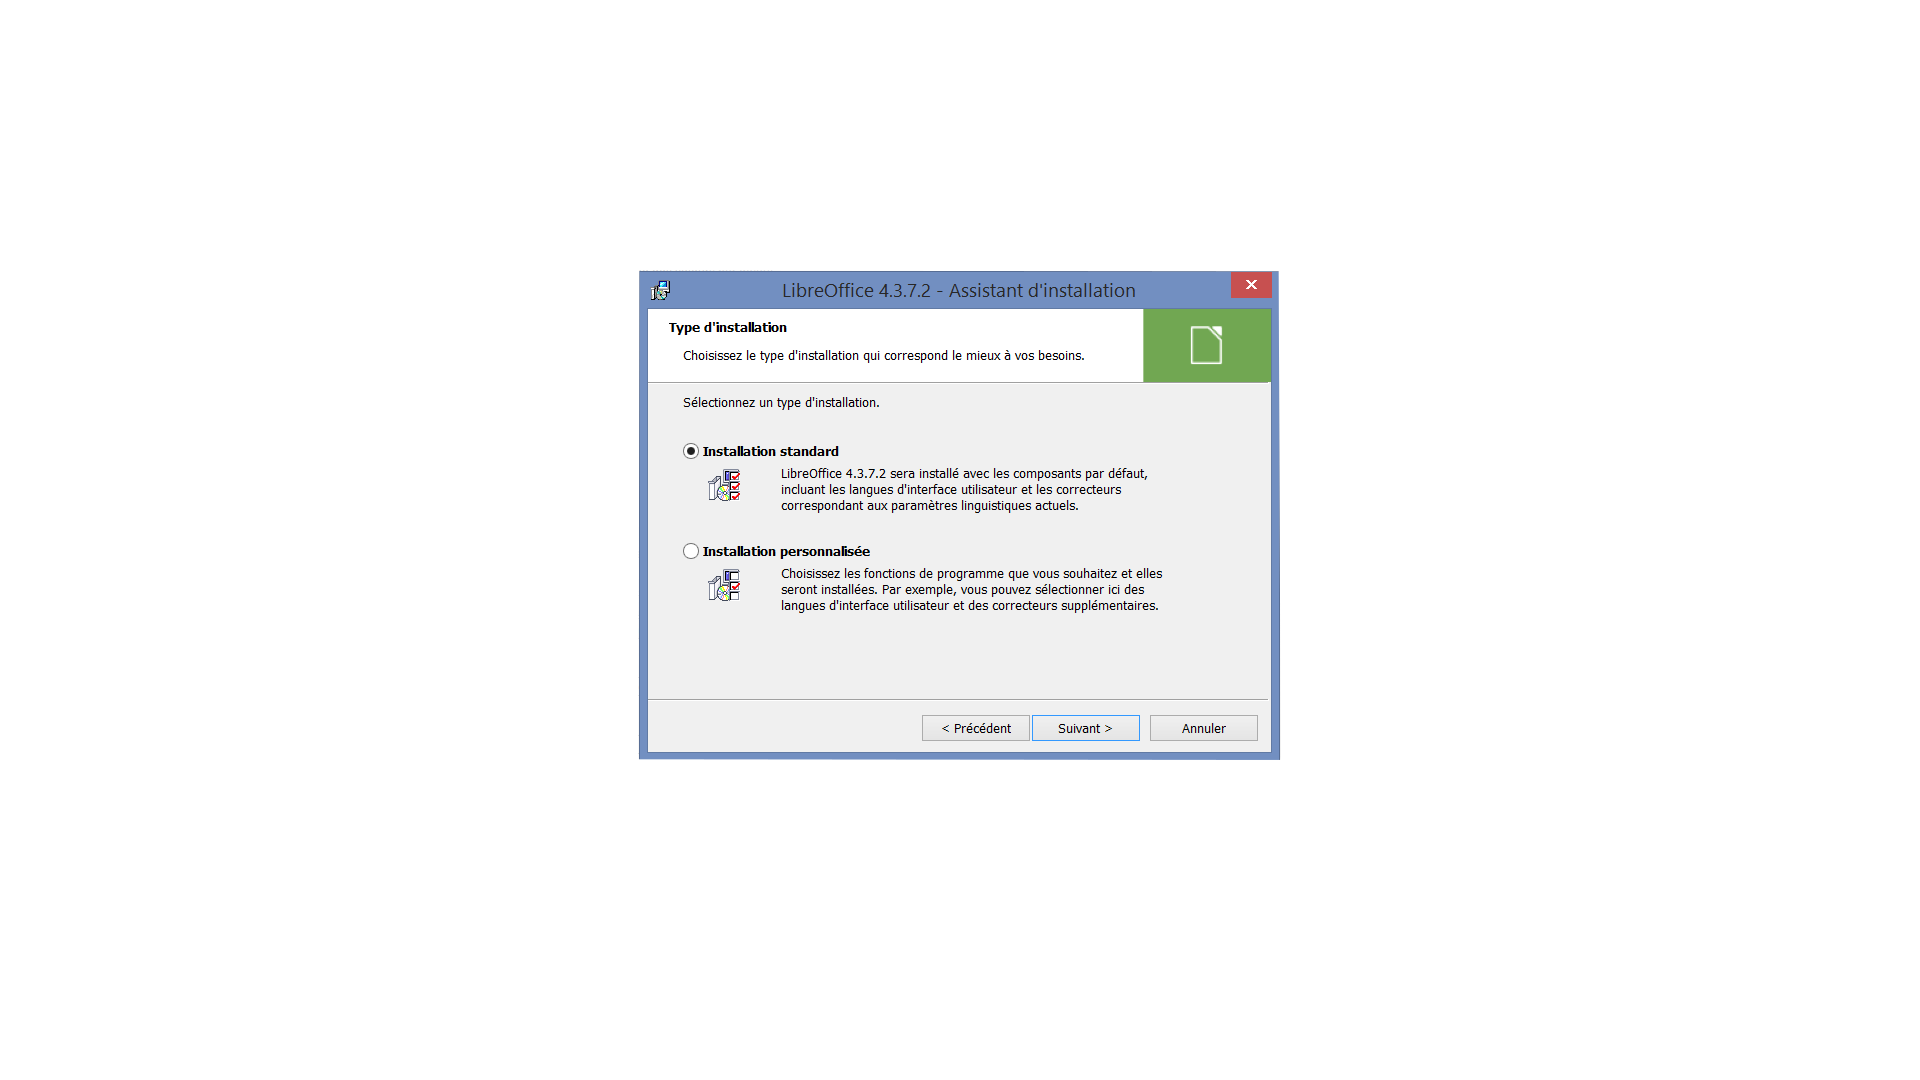 LibreOffice 4.3.7.2 - Assistant d'installation
Type d'installation
Choisissez le type d'installation qui correspond le mieux à vos besoins.
Sélectionnez un type d'installation.
Installation standard
LibreOffice 4.3.7.2 sera installé avec les composants par défaut,
incluant les langues d'interface utilisateur et les correcteurs
correspondant aux paramètres linguistiques actuels.
Installation personnalisée
Choisissez les fonctions de programme que vous souhaitez et elles
seront installées. Par exemple, vous pouvez sélectionner ici des
langues d'interface utilisateur et des correcteurs supplémentaires.
< Précédent Suivant > Annuler